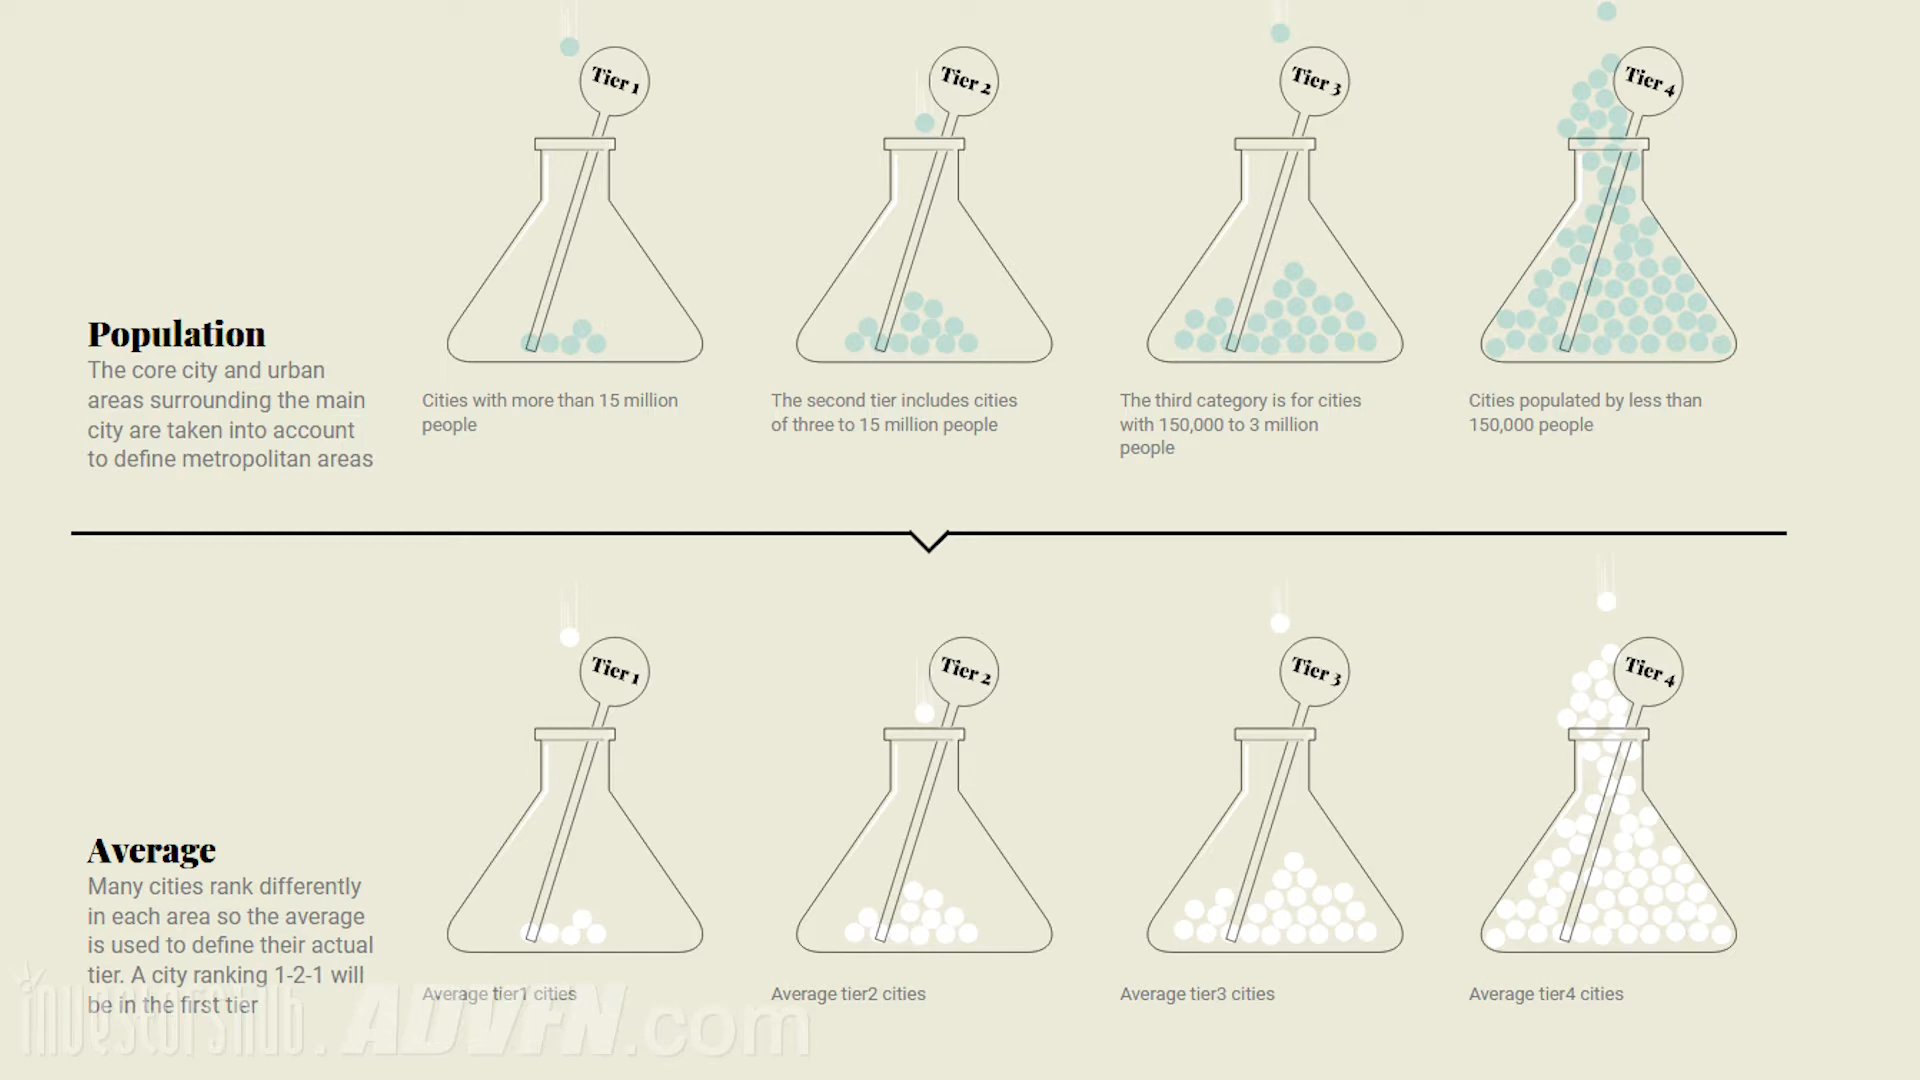 Tier 1
Tier 2
Tier 3
Tier 4
Population
The core city and urban
areas surrounding the main
city are taken into account
to define metropolitan areas
Cities with more than 15 million
people
The second tier includes cities
of three to 15 million people
The third category is for cities
with 150,000 to 3 million
people
Cities populated by less than
150,000 people
Tier 1
Tier 2
Tier 3
Tier 4
Average
Many cities rank differently
in each area so the average
is used to define their actual
tier. A city ranking 1-2-1 will
be in the first tier
Average tier1 cities
Average tier2 cities
Average tier3 cities
Average tier4 cities
investorshub.ADVFN.com